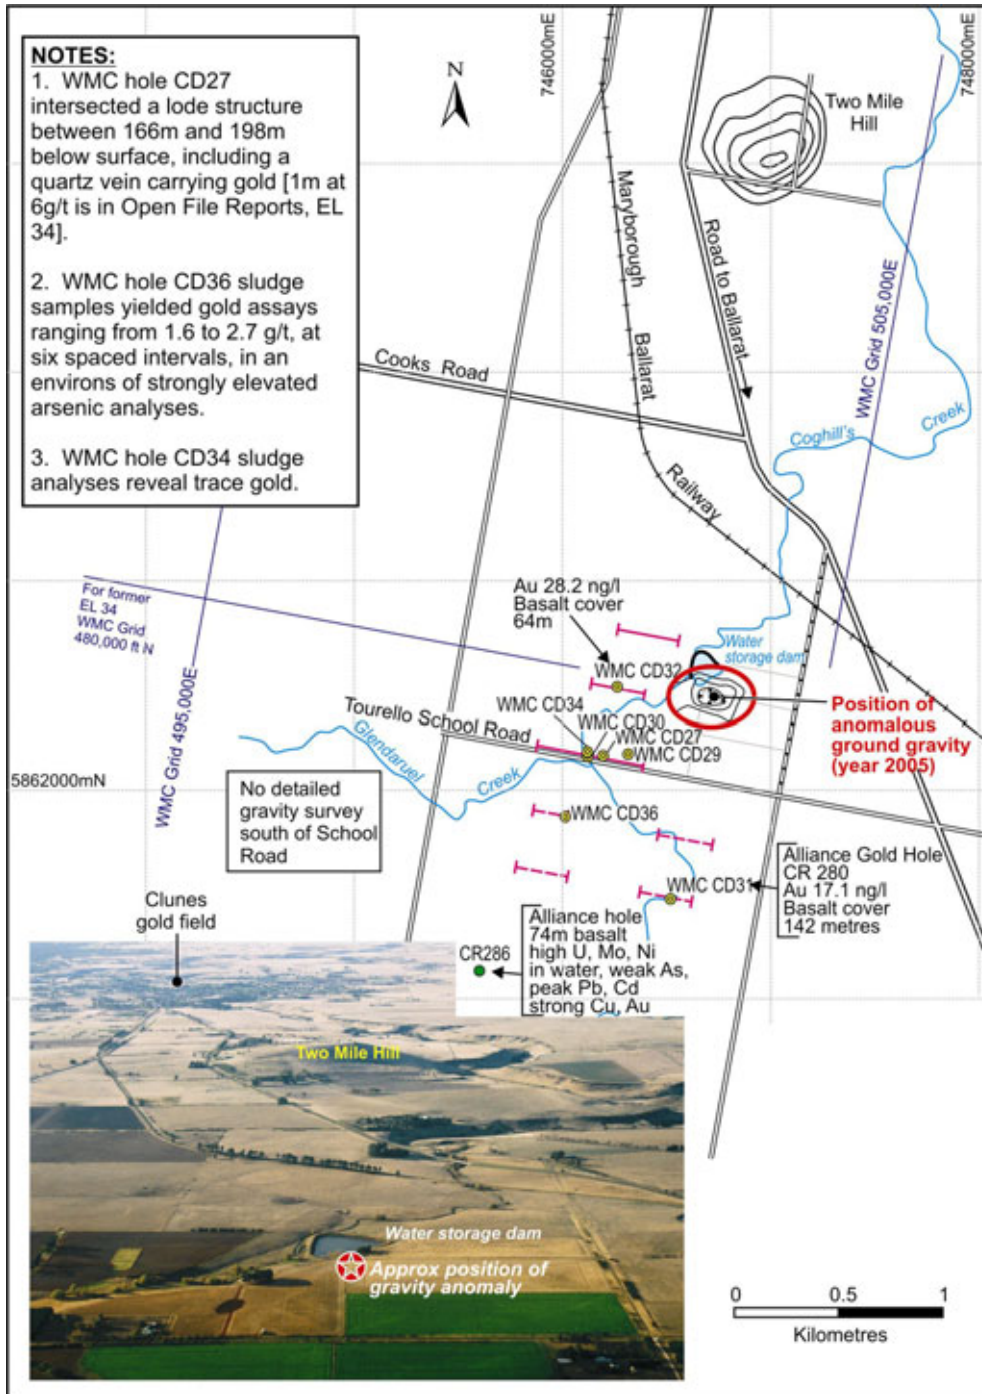 NOTES:
1. WMC hole CD27
intersected a lode structure
between 166m and 198m
below surface, including a
quartz vein carrying gold [1m at
6g/t is in Open File Reports, EL
34].
2. WMC hole CD36 sludge
samples yielded gold assays
ranging from 1.6 to 2.7 g/t, at
six spaced intervals, in an
environs of strongly elevated
arsenic analyses.
3. WMC hole CD34 sludge
analyses reveal trace gold.
N
746000mE
748000mE
Two Mile
Hill
Maryborough
Ballarat
Railway
Road to Ballarat
WMC Grid 505,000E
Cooks Road
Coghill's
Creek
For former
EL 34
WMC Grid
480,000 ft N
WMC Grid 495,000E
Au 28.2 ng/l
Basalt cover
64m
Water
storage dam
WMC CD32
WMC CD34
WMC CD30
WMC CD27
WMC CD29
Position of
anomalous
ground gravity
(year 2005)
Tourello School Road
Glendaruel
Creek
5862000mN
No detailed
gravity survey
south of School
Road
WMC CD36
WMC CD31
Alliance Gold Hole
CR 280
Au 17.1 ng/l
Basalt cover
142 metres
Clunes
gold field
CR286
Alliance hole
74m basalt
high U, Mo, Ni
in water, weak As,
peak Pb, Cd
strong Cu, Au
Two Mile Hill
Water storage dam
Approx position of
gravity anomaly
0 0.5 1
Kilometres